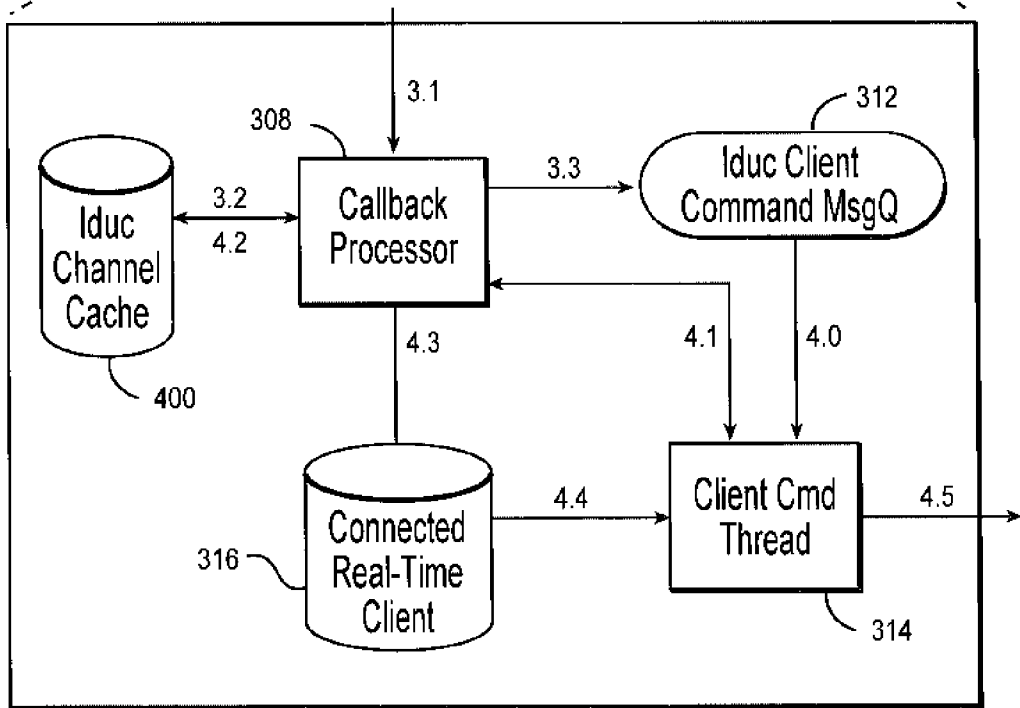 3.1
308
312
Iduc
Channel
Cache
3.2
4.2
Callback
Processor
3.3
Iduc Client
Command MsgQ
400
4.3
4.1
4.0
316
Connected
Real-Time
Client
4.4
Client Cmd
Thread
4.5
314